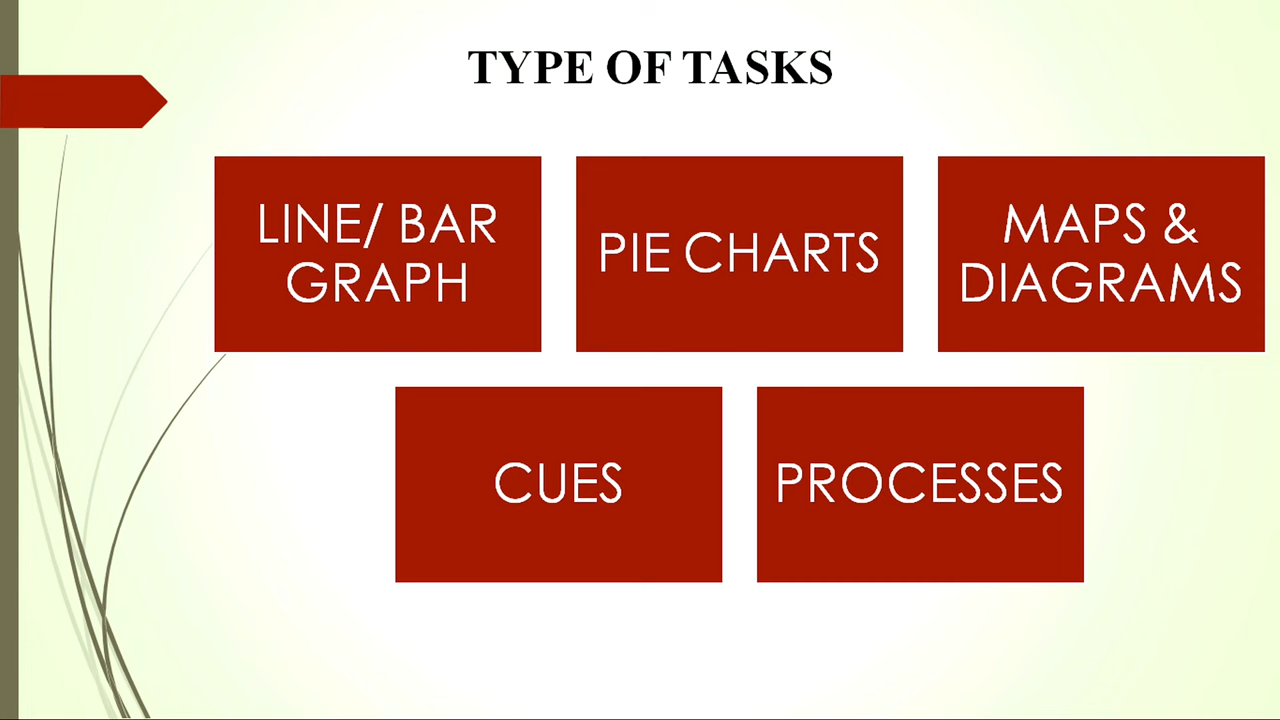 TYPE OF TASKS
LINE/ BAR
GRAPH
PIE CHARTS
MAPS &
DIAGRAMS
CUES
PROCESSES